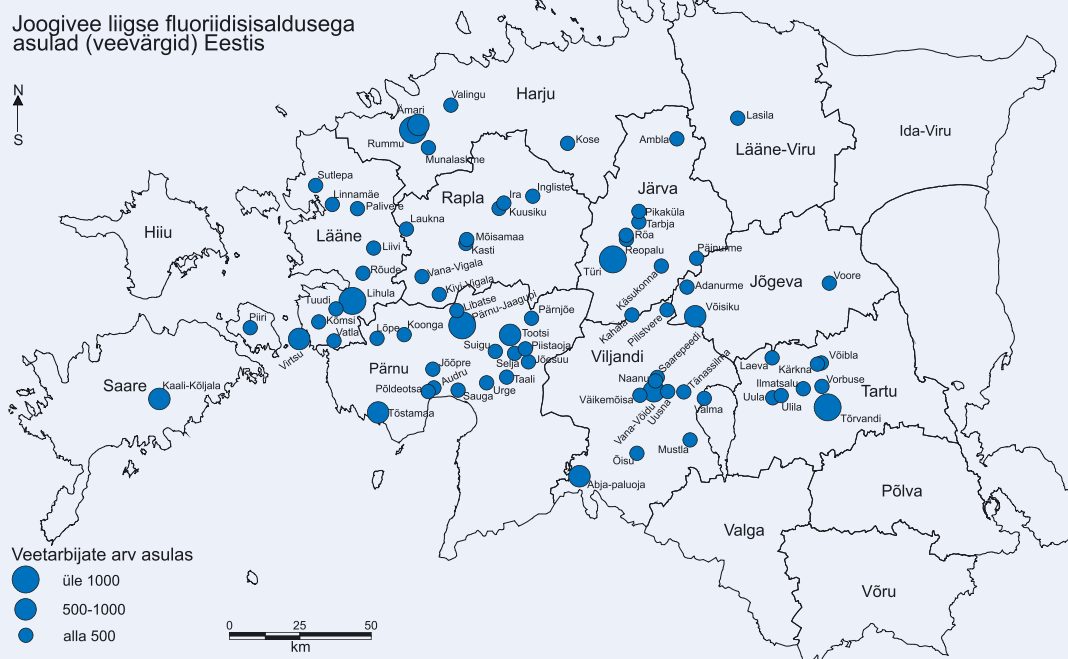 Joogivee liigse fluoriidisisaldusega
asulad (veevärgid) Eestis
N
S
Harju
Valingu
Ämari
Rummu
Munalaskme
Kose
Ambla
Lasila
Lääne-Viru
Ida-Viru
Sutlepa
Linnamäe
Palivere
Lääne
Liivi
Rõude
Laukna
Rapla
Ira
Ingliste
Kuusiku
Mõisamaa
Kasti
Vana-Vigala
Kivi-Vigala
Järva
Pikaküla
Tarbja
Röa
Reopalu
Türi
Käsukonna
Kahala
Pilistvere
Päinurme
Adanurme
Võisiku
Jõgeva
Voore
Hiiu
Piiri
Tuudi
Lihula
Kõmsi
Vatla
Virtsu
Saare
Kaali-Kõljala
Lõpe
Koonga
Libatse
Pärnu-Jaagupi
Pärnjõe
Tootsi
Suigu
Piistaoja
Selja
Jõesuu
Pärnu
Jõõpre
Audru
Põldeotsa
Sauga
Urge
Taali
Tõstamaa
Viljandi
Saarepeedi
Naanu
Tänassilma
Väikemõisa
Vana-Võidu
Uusna
Valma
Mustla
Õisu
Abja-paluoja
Laeva
Võibla
Kärkna
Ilmatsalu
Vorbuse
Uula
Ulila
Tartu
Tõrvandi
Põlva
Valga
Võru
Veetarbijate arv asulas
üle 1000
500-1000
alla 500
0 25 50
km